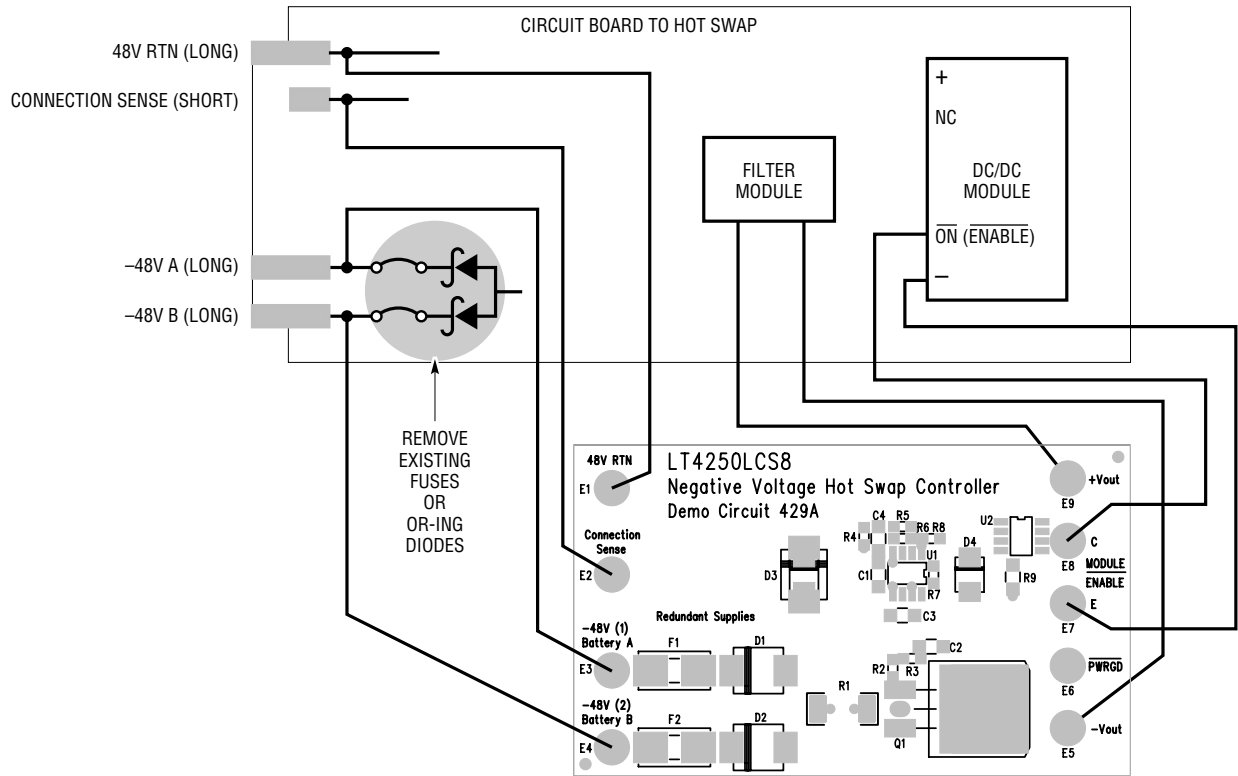 CIRCUIT BOARD TO HOT SWAP
48V RTN (LONG)
CONNECTION SENSE (SHORT)
–48V A (LONG)
–48V B (LONG)
FILTER
MODULE
+
NC
DC/DC
MODULE
ON (ENABLE)
–
REMOVE
EXISTING
FUSES
OR
OR-ING
DIODES
48V RTN
E1
LT4250LCS8
Negative Voltage Hot Swap Controller
Demo Circuit 429A
Connection
Sense
E2
Redundant Supplies
-48V (1)
Battery A
E3
F1
D1
-48V (2)
Battery B
E4
F2
D2
D3
R4
C4
R5
R6
R8
U1
C1
R7
C3
D4
U2
R9
C2
R2
R3
R1
Q1
+Vout
E9
C
E8
MODULE
ENABLE
E
E7
PWRGD
E6
-Vout
E5